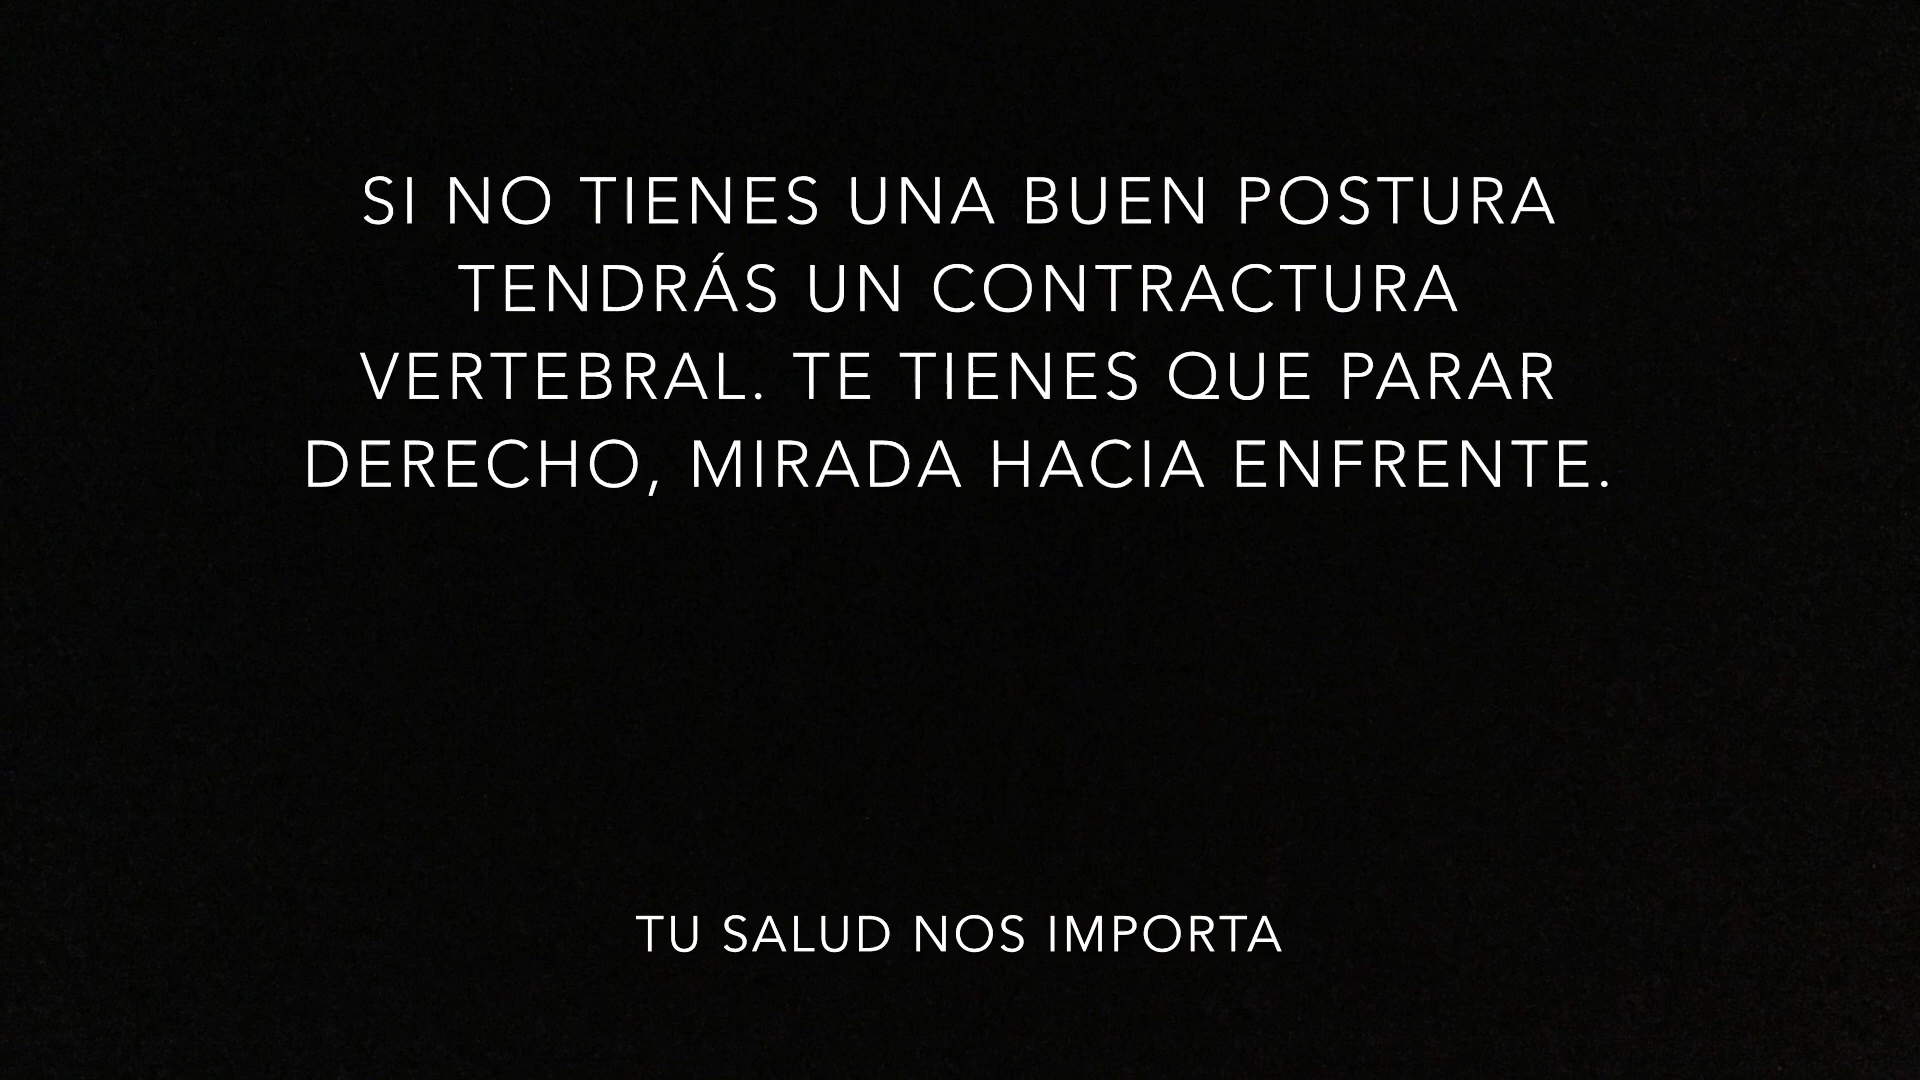 SI NO TIENES UNA BUEN POSTURA
TENDRÁS UN CONTRACTURA
VERTEBRAL. TE TIENES QUE PARAR
DERECHO, MIRADA HACIA ENFRENTE.
TU SALUD NOS IMPORTA